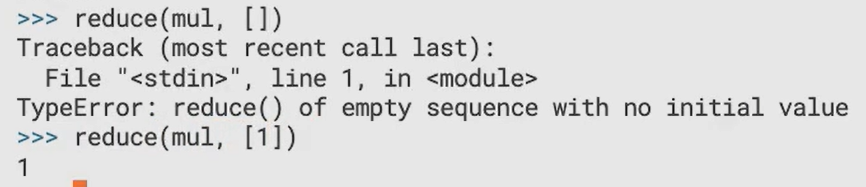 >>> reduce(mul, [])
Traceback (most recent call last):
  File "<stdin>", line 1, in <module>
TypeError: reduce() of empty sequence with no initial value
>>> reduce(mul, [1])
1